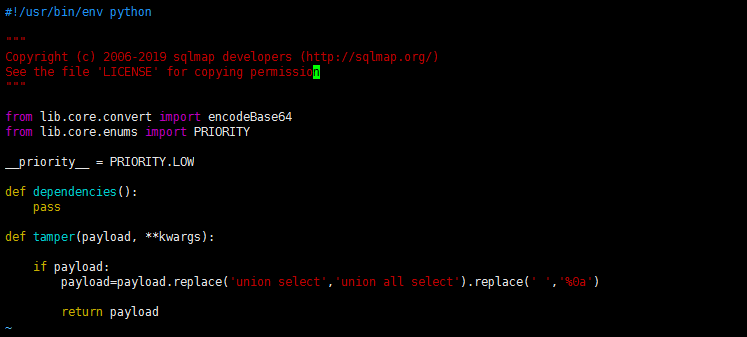 #!/usr/bin/env python
"""
Copyright (c) 2006-2019 sqlmap developers (http://sqlmap.org/)
See the file 'LICENSE' for copying permission
"""
from lib.core.convert import encodeBase64
from lib.core.enums import PRIORITY
__priority__ = PRIORITY.LOW
def dependencies():
    pass
def tamper(payload, **kwargs):
    if payload:
        payload=payload.replace('union select','union all select').replace(' ','%0a')
        return payload
~